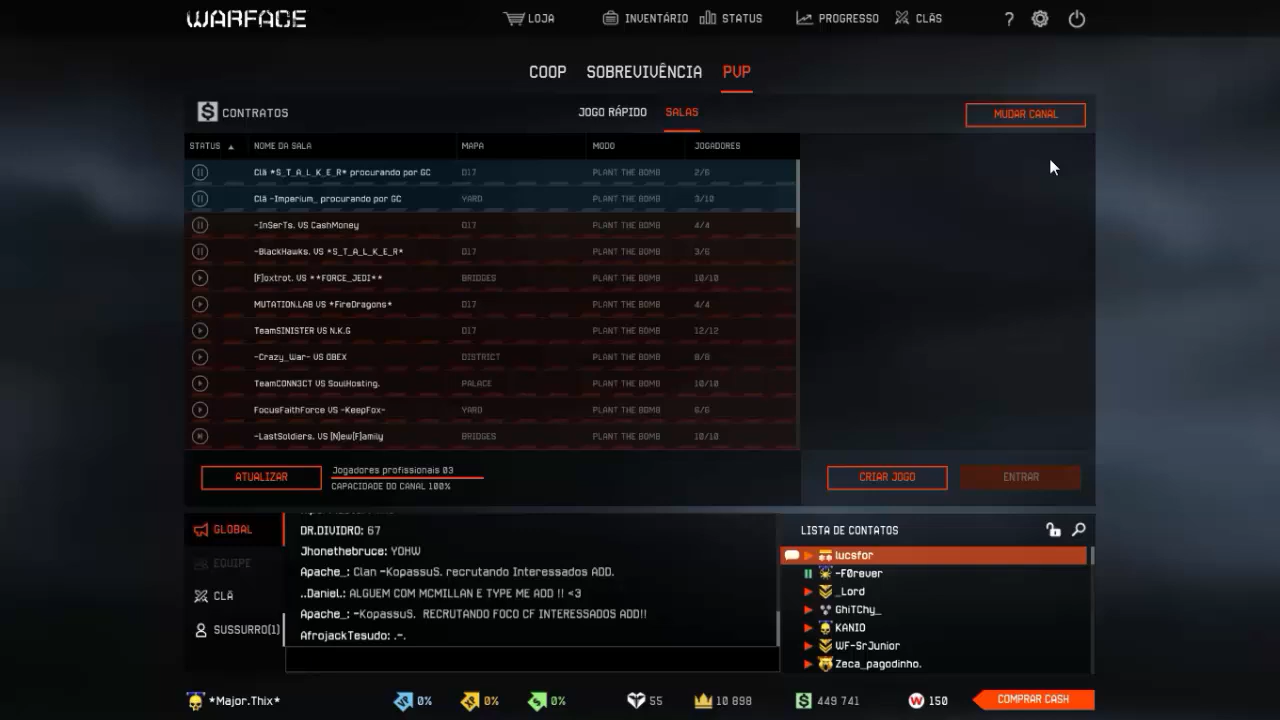 WARFACE
LOJA INVENTÁRIO STATUS PROGRESSO CLÃS ?
COOP SOBREVIVÊNCIA PVP
CONTRATOS JOGO RÁPIDO SALAS MUDAR CANAL
STATUS NOME DA SALA MAPA MODO JOGADORES
Clã *S_T_A_L_K_E_R* procurando por GC D17 PLANT THE BOMB 2/6
Clã -Imperium_ procurando por GC YARD PLANT THE BOMB 3/10
-InSerTs. VS CashMoney D17 PLANT THE BOMB 4/4
-BlackHawks. VS *S_T_A_L_K_E_R* D17 PLANT THE BOMB 3/6
[F]oxtrot. VS **FORCE_JEDI** BRIDGES PLANT THE BOMB 10/10
MUTATION.LAB VS *FireDragons* D17 PLANT THE BOMB 4/4
TeamSINISTER VS N.K.G D17 PLANT THE BOMB 12/12
-Crazy_War- VS OBEX DISTRICT PLANT THE BOMB 8/8
TeamCONN3CT VS SoulHosting. PALACE PLANT THE BOMB 10/10
FocusFaithForce VS -KeepFox- YARD PLANT THE BOMB 6/6
-LastSoldiers. VS [N]ew[F]amily BRIDGES PLANT THE BOMB 10/10
ATUALIZAR Jogadores profissionais 03 CRIAR JOGO ENTRAR
CAPACIDADE DO CANAL 100%
GLOBAL
EQUIPE
CLÃ
SUSSURRO(1)
DR.DIVIDRO: 67
Jhonethebruce: YOHW
Apache_: Clan -KopassuS. recrutando Interessados ADD.
..Daniel.: ALGUEM COM MCMILLAN E TYPE ME ADD !! <3
Apache_: -KopassuS. RECRUTANDO FOCO CF INTERESSADOS ADD!!
AfrojackTesudo: .-.
LISTA DE CONTATOS
lucsfor
-F0rever
_Lord
GhiTChy_
KANIO
WF-SrJunior
Zeca_pagodinho.
*Major.Thix* 0% 0% 0% 55 10 898 $ 449 741 W 150 COMPRAR CASH